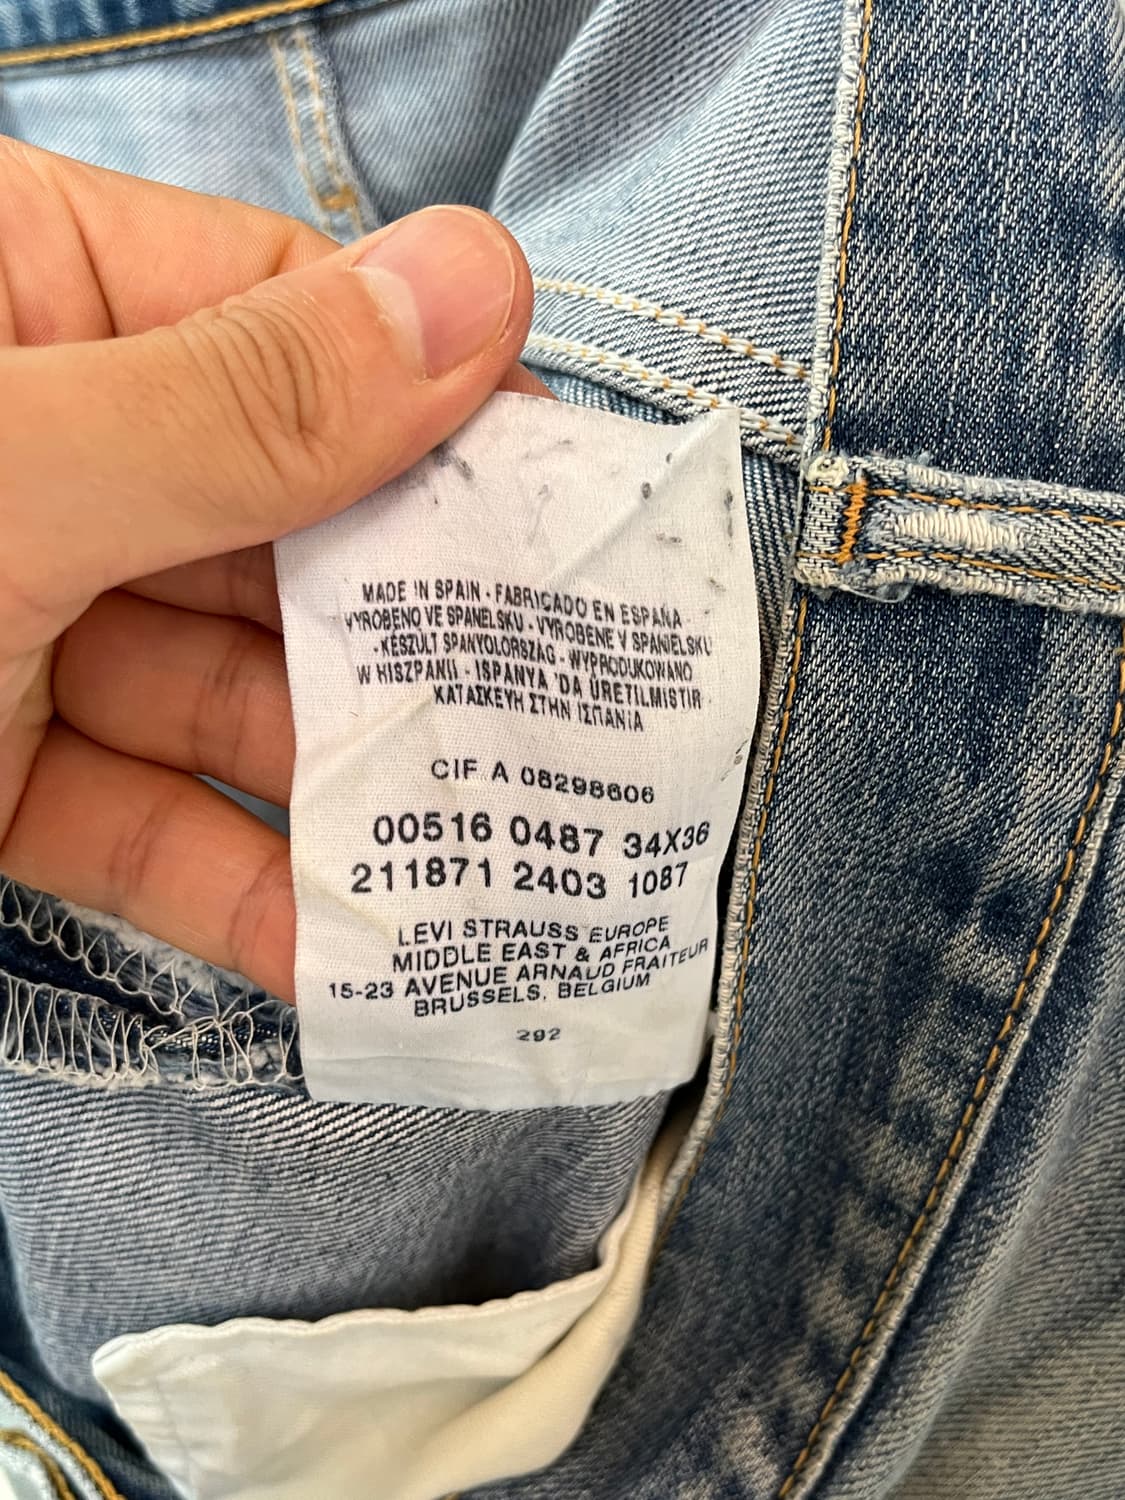 MADE IN SPAIN - FABRICADO EN ESPAÑA -
VYROBENO VE SPANELSKU - VYROBENE V SPANIELSKU
- KÉSZÜLT SPANYOLORSZÁG - WYPRODUKOWANO
W HISZPANII - ISPANYA 'DA ÜRETILMISTIR
ΚΑΤΑΣΚΕΥΗ ΣΤΗΝ ΙΣΠΑΝΙΑ
CIF A 08298606
00516 0487 34X36
211871 2403 1087
LEVI STRAUSS EUROPE
MIDDLE EAST & AFRICA
15-23 AVENUE ARNAUD FRAITEUR
BRUSSELS, BELGIUM
292